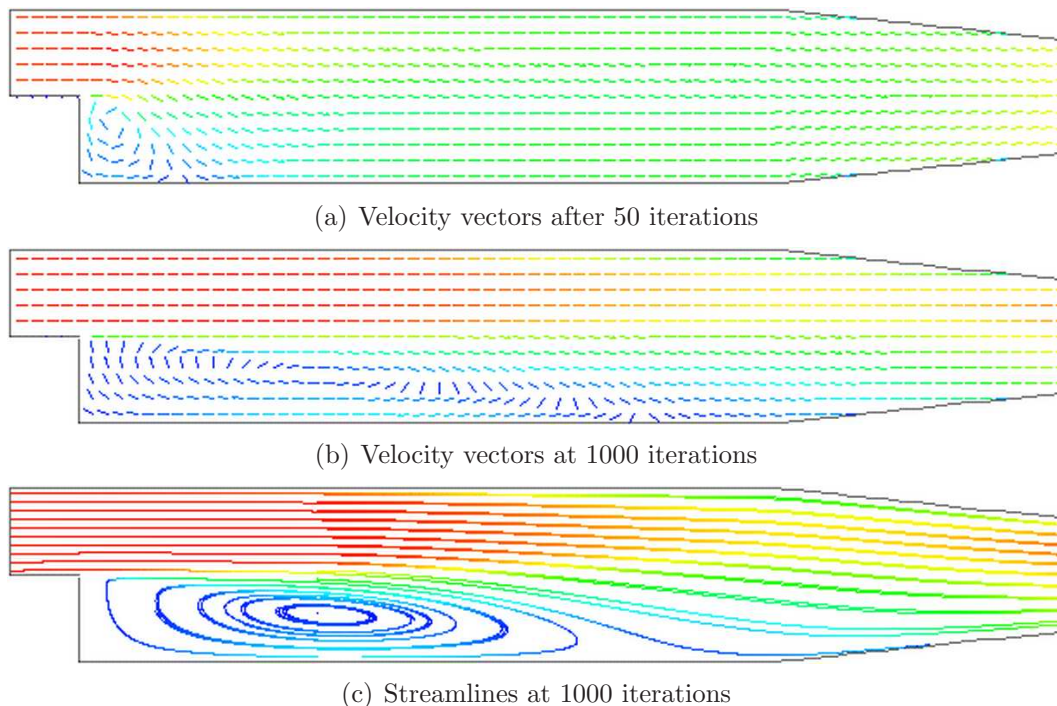 (a) Velocity vectors after 50 iterations
(b) Velocity vectors at 1000 iterations
(c) Streamlines at 1000 iterations